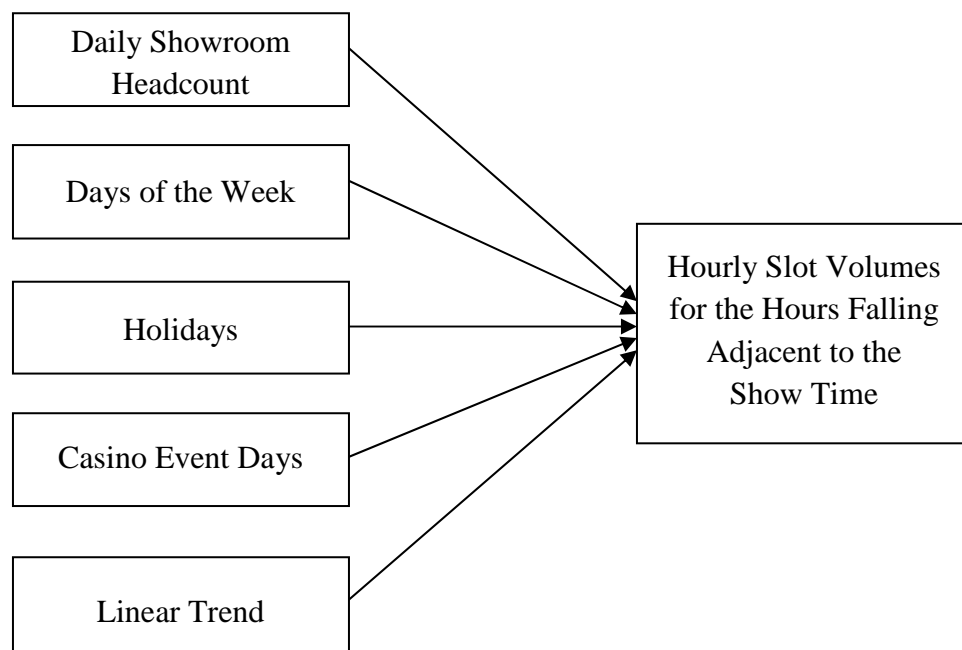 Daily Showroom
Headcount
Days of the Week
Holidays
Casino Event Days
Linear Trend
Hourly Slot Volumes
for the Hours Falling
Adjacent to the
Show Time